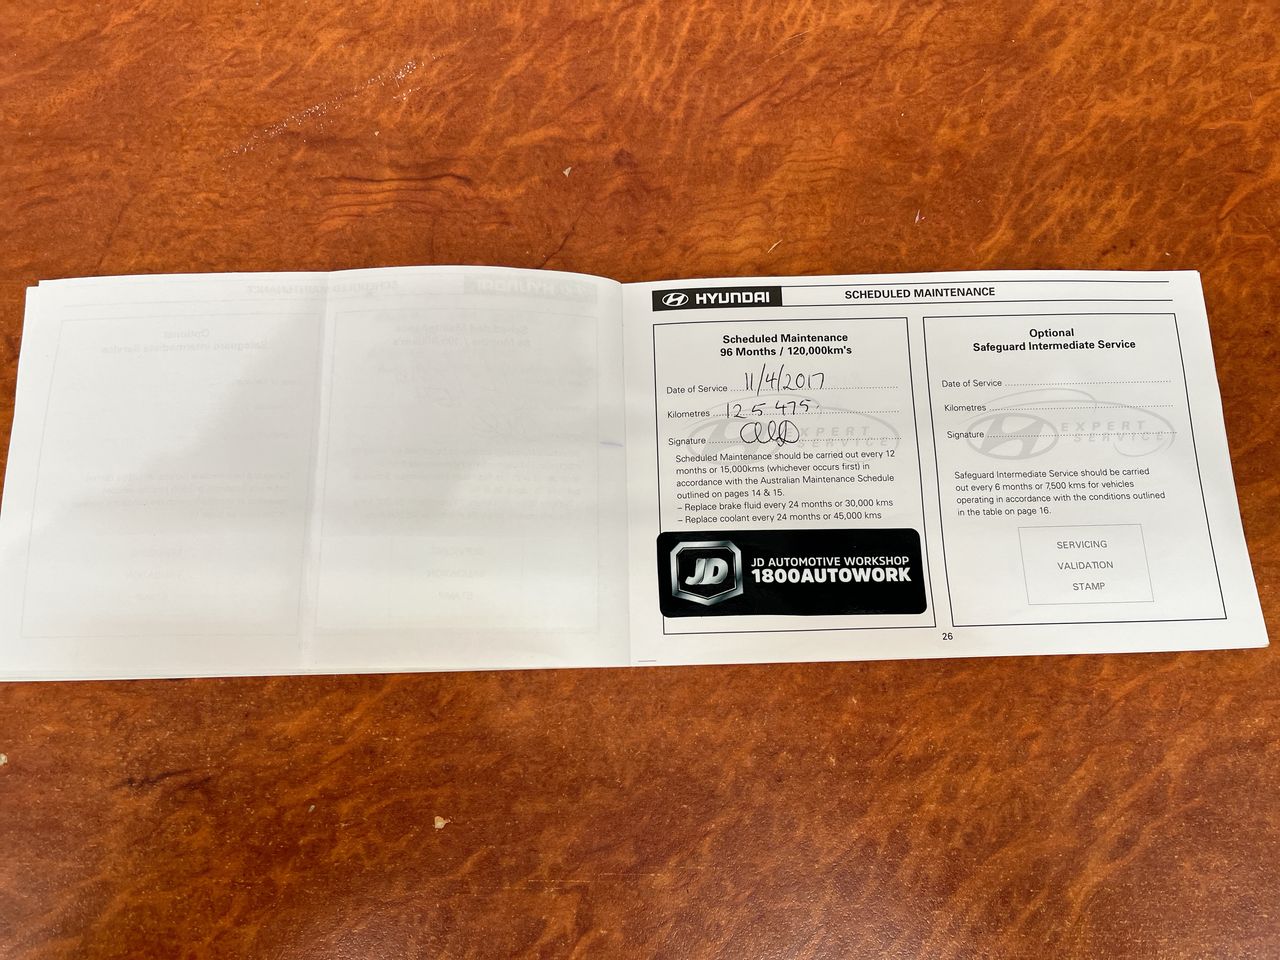 HYUNDAI
SCHEDULED MAINTENANCE
Scheduled Maintenance
96 Months / 120,000km's
Date of Service 11/4/2017
Kilometres 125 475.
Signature
EXPERT
SERVICE
Scheduled Maintenance should be carried out every 12
months or 15,000kms (whichever occurs first) in
accordance with the Australian Maintenance Schedule
outlined on pages 14 & 15.
– Replace brake fluid every 24 months or 30,000 kms
– Replace coolant every 24 months or 45,000 kms
JD
JD AUTOMOTIVE WORKSHOP
1800AUTOWORK
Optional
Safeguard Intermediate Service
Date of Service
Kilometres
Signature
EXPERT
SERVICE
Safeguard Intermediate Service should be carried
out every 6 months or 7,500 kms for vehicles
operating in accordance with the conditions outlined
in the table on page 16.
SERVICING
VALIDATION
STAMP
26